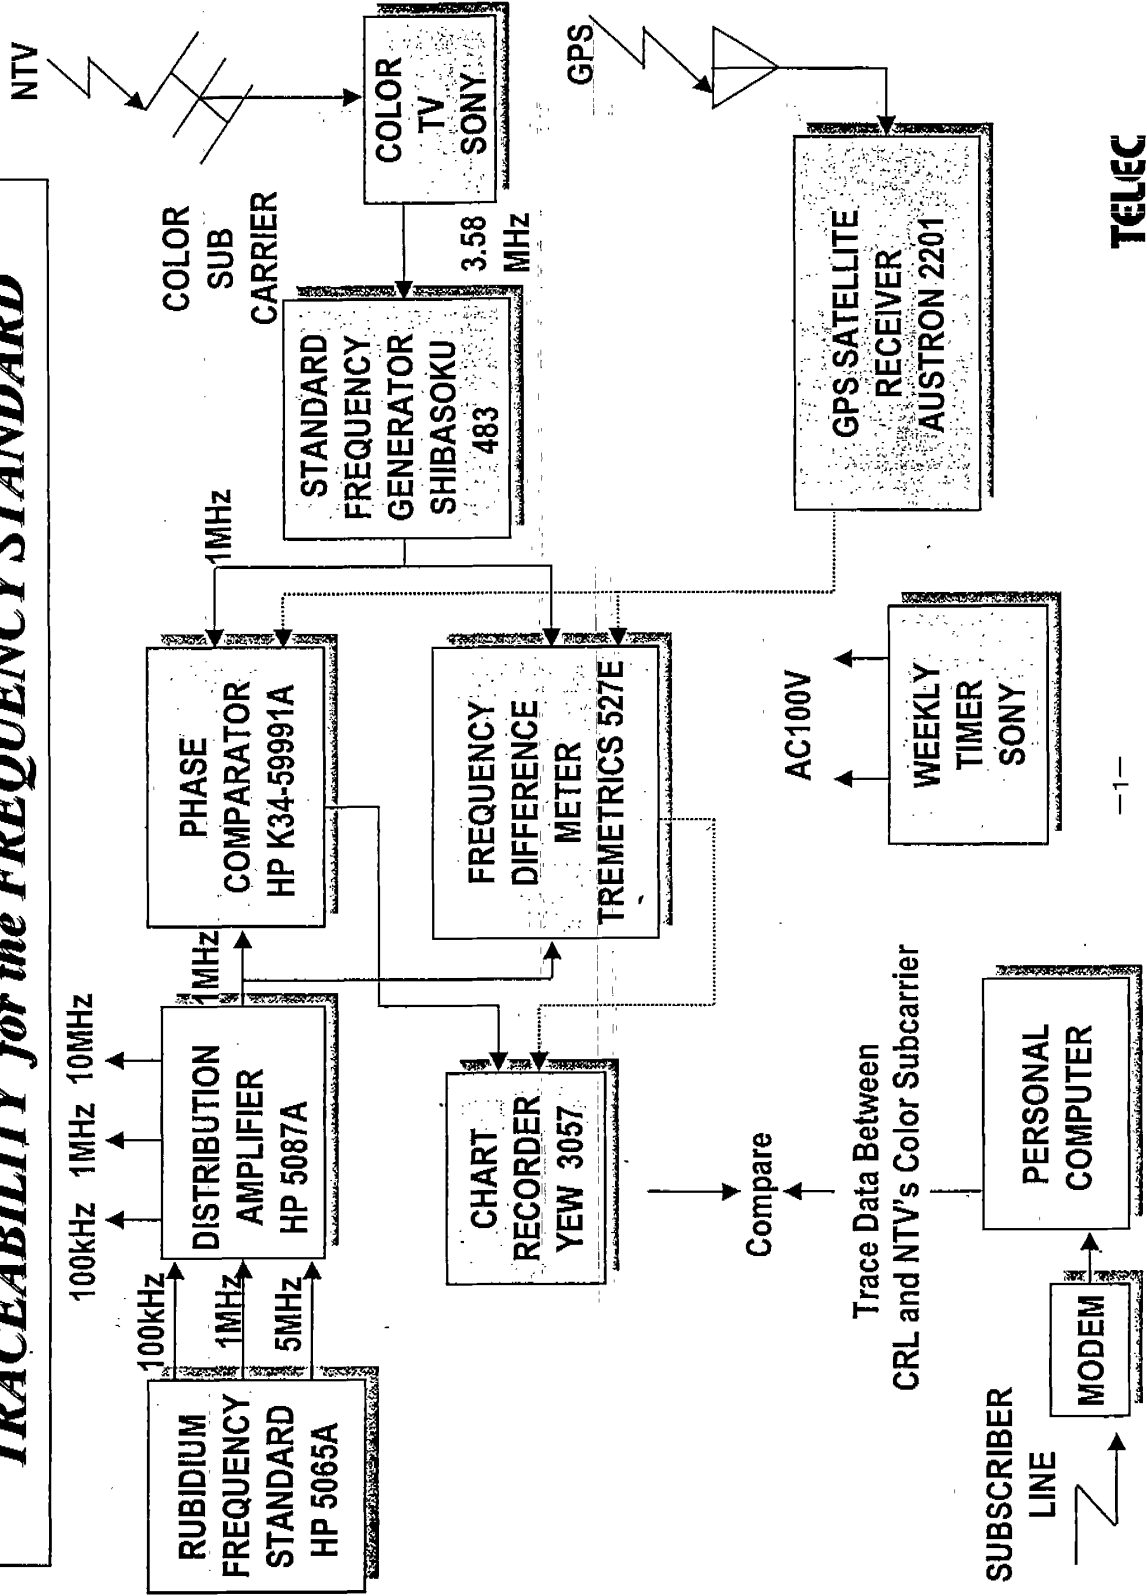 TRACEABILITY for the FREQUENCY STANDARD
RUBIDIUM
FREQUENCY
STANDARD
HP 5065A
100kHz
1MHz
5MHz
100kHz 1MHz 10MHz
DISTRIBUTION
AMPLIFIER
HP 5087A
1MHz
PHASE
COMPARATOR
HP K34-59991A
1MHz
STANDARD
FREQUENCY
GENERATOR
SHIBASOKU
483
COLOR
SUB
CARRIER
3.58
MHz
NTV
COLOR
TV
SONY
CHART
RECORDER
YEW 3057
FREQUENCY
DIFFERENCE
METER
TREMETRICS 527E
GPS
GPS SATELLITE
RECEIVER
AUSTRON 2201
Compare
Trace Data Between
CRL and NTV's Color Subcarrier
AC100V
WEEKLY
TIMER
SONY
SUBSCRIBER
LINE
MODEM
PERSONAL
COMPUTER
−1−
TELEC